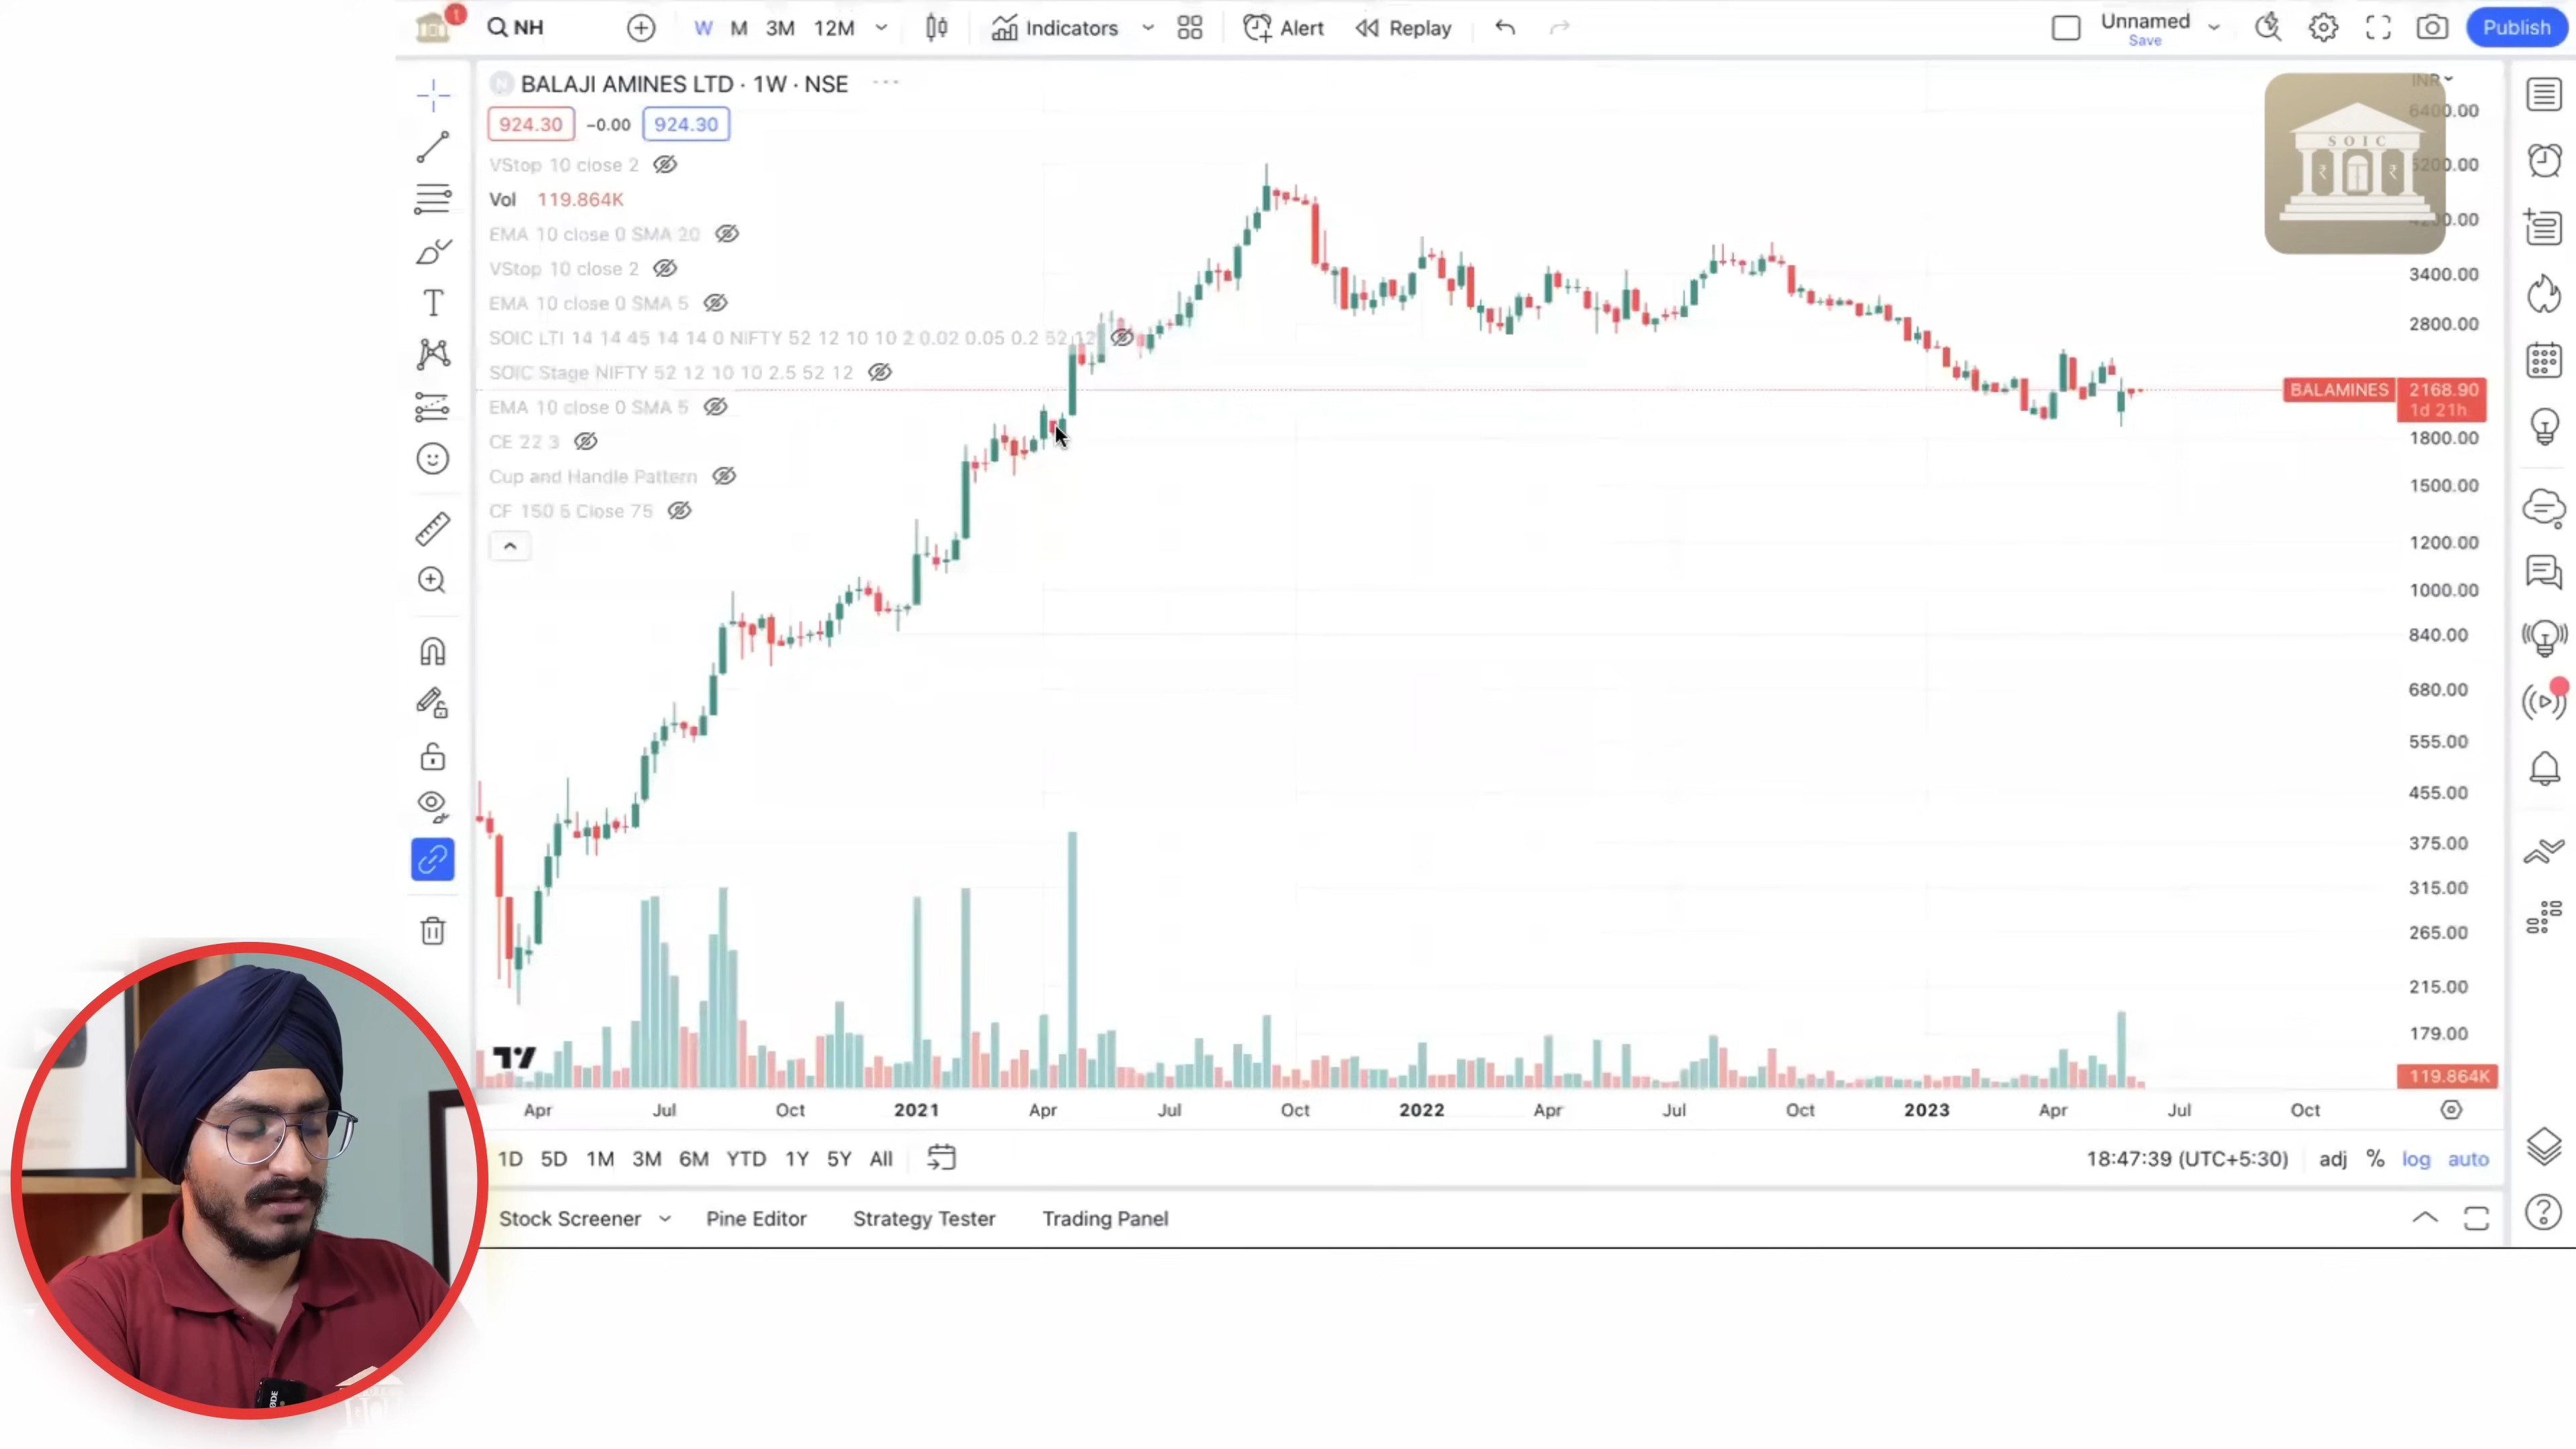 1
NH
W M 3M 12M
Indicators
Alert
Replay
Unnamed
Save
Publish
BALAJI AMINES LTD · 1W · NSE
924.30 −0.00 924.30
VStop 10 close 2
Vol 119.864K
EMA 10 close 0 SMA 20
VStop 10 close 2
EMA 10 close 0 SMA 5
SOIC LTI 14 14 45 14 14 0 NIFTY 52 12 10 10 2 0.02 0.05 0.2 52 12
SOIC Stage NIFTY 52 12 10 10 2.5 52 12
EMA 10 close 0 SMA 5
CE 22 3
Cup and Handle Pattern
CF 150 5 Close 75
INR
SOIC
6400.00
5200.00
4200.00
3400.00
2800.00
BALAMINES 2168.90
1d 21h
1800.00
1500.00
1200.00
1000.00
840.00
680.00
555.00
455.00
375.00
315.00
265.00
215.00
179.00
119.864K
Apr Jul Oct 2021 Apr Jul Oct 2022 Apr Jul Oct 2023 Apr Jul Oct
1D 5D 1M 3M 6M YTD 1Y 5Y All
18:47:39 (UTC+5:30) adj % log auto
Stock Screener Pine Editor Strategy Tester Trading Panel